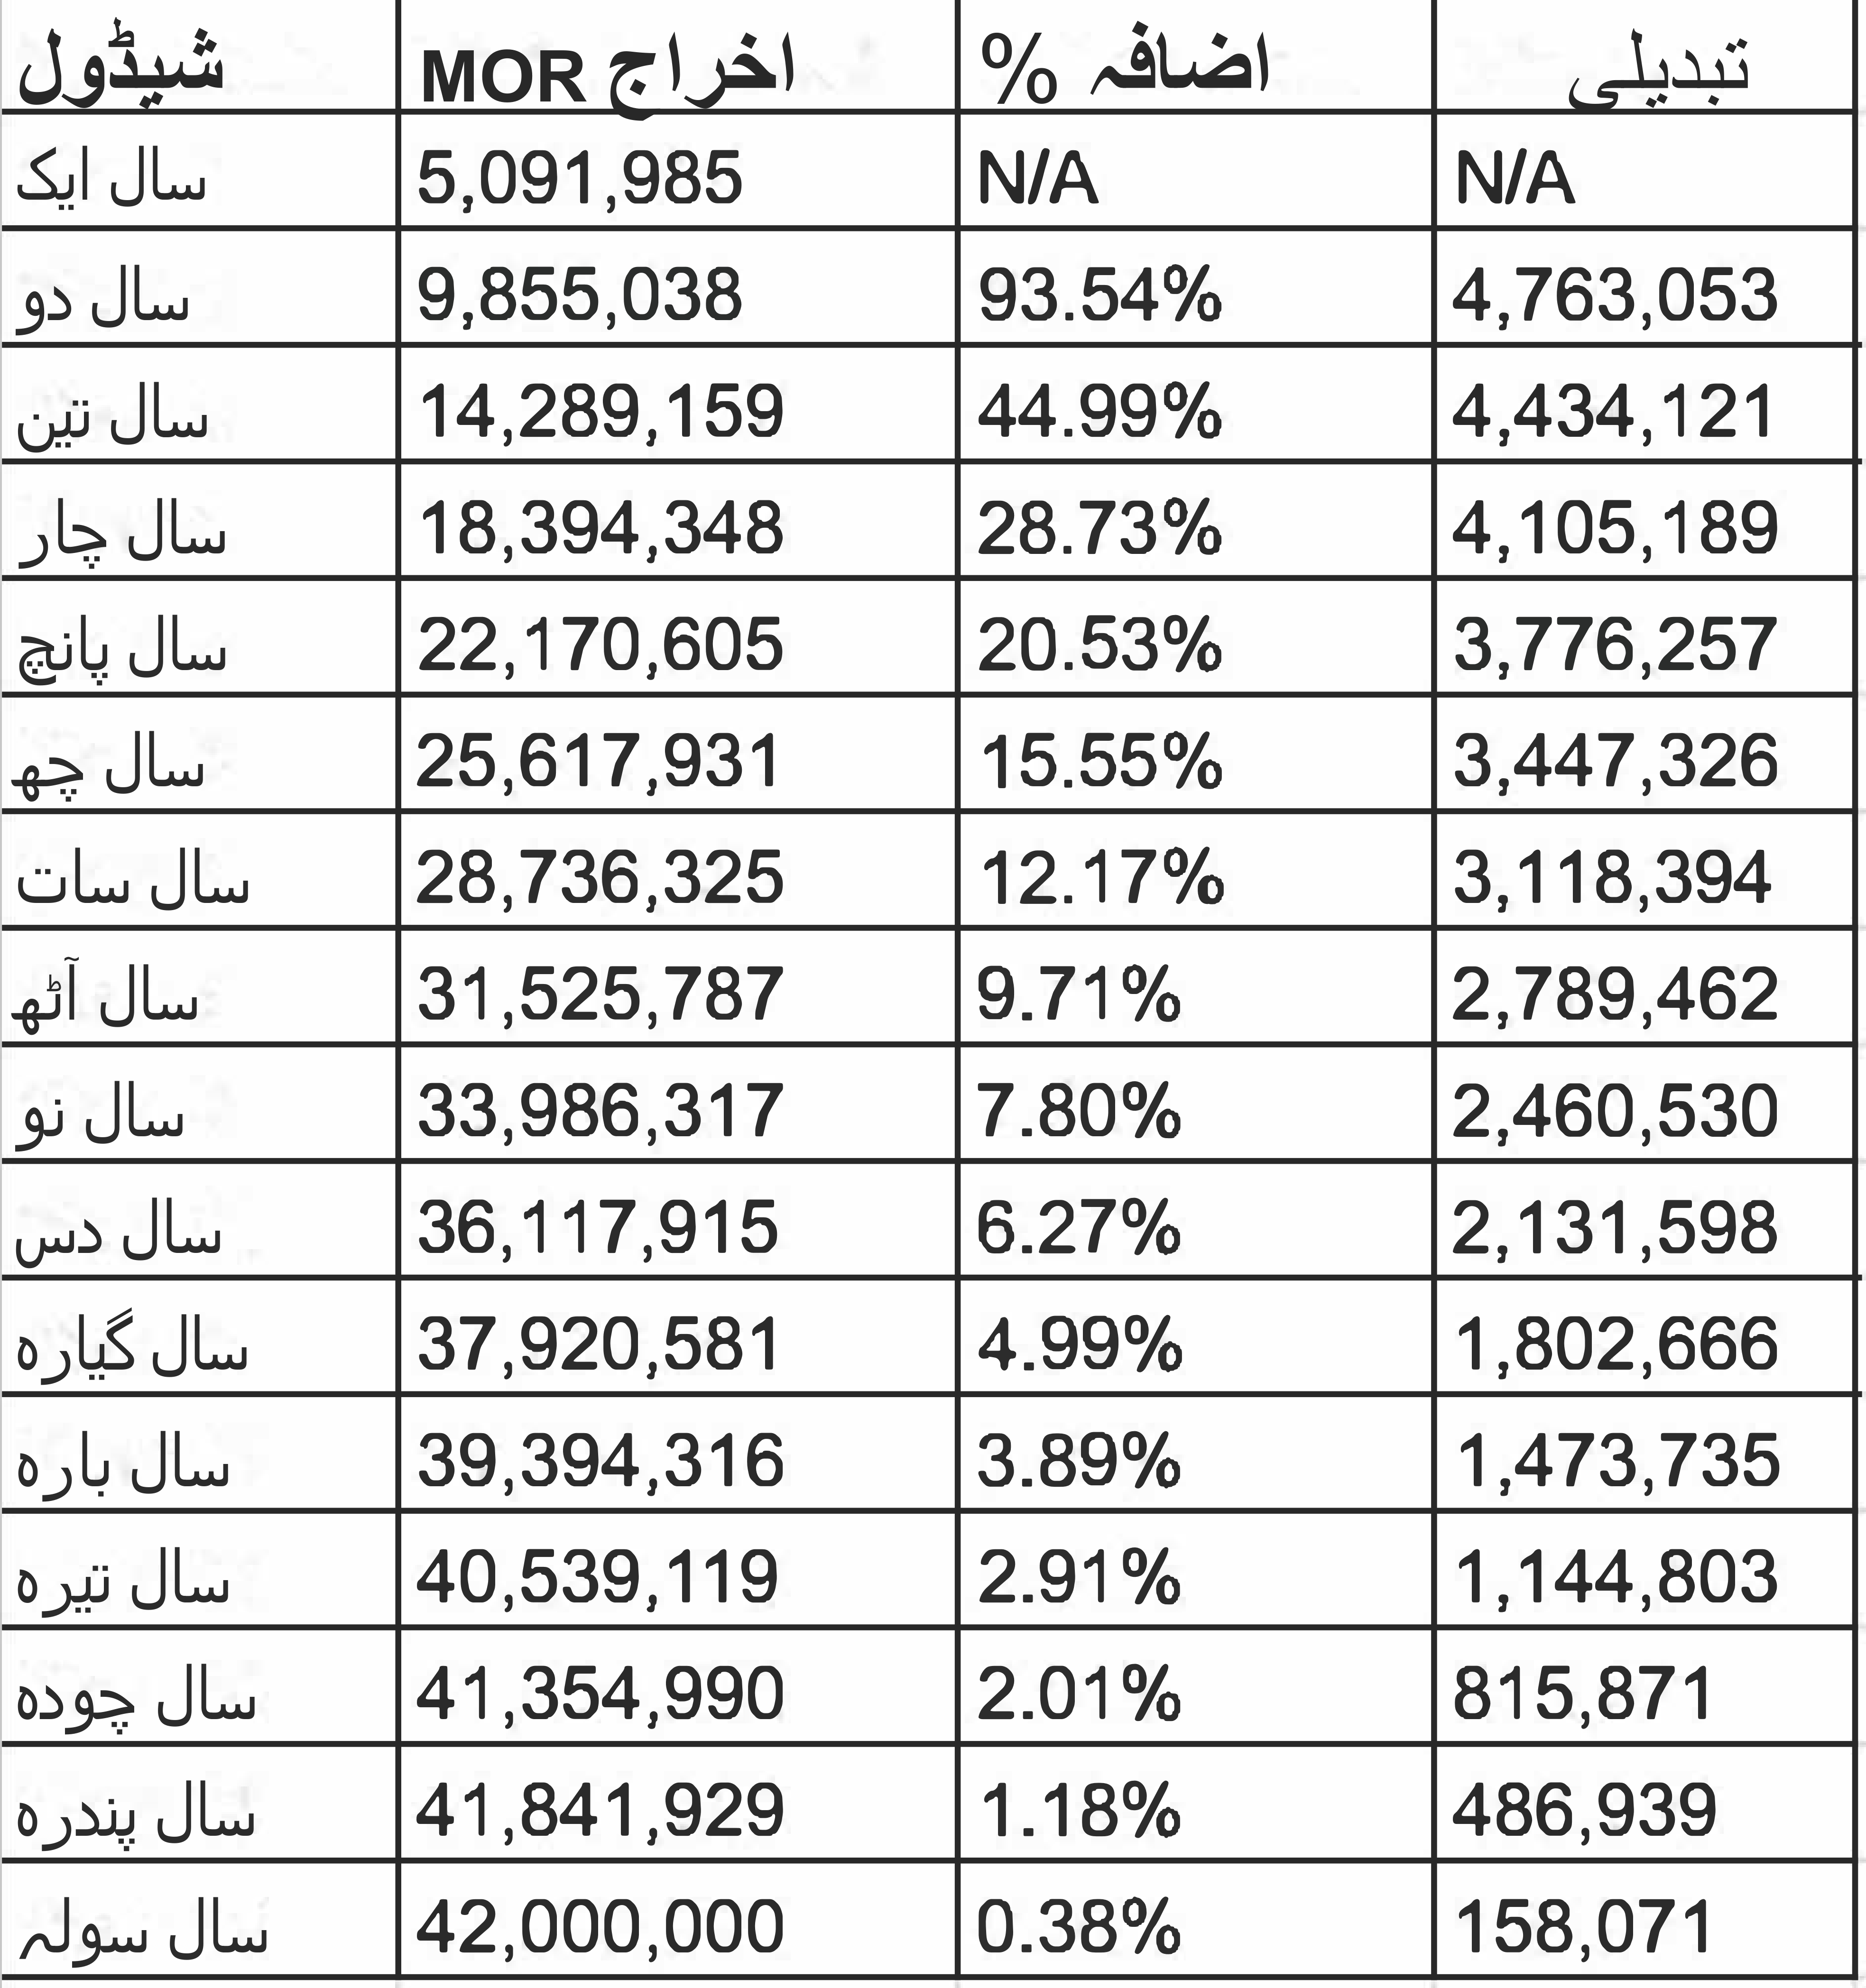 شیڈول | اخراج MOR | اضافہ % | تبدیلی
سال ایک | 5,091,985 | N/A | N/A
سال دو | 9,855,038 | 93.54% | 4,763,053
سال تین | 14,289,159 | 44.99% | 4,434,121
سال چار | 18,394,348 | 28.73% | 4,105,189
سال پانچ | 22,170,605 | 20.53% | 3,776,257
سال چھ | 25,617,931 | 15.55% | 3,447,326
سال سات | 28,736,325 | 12.17% | 3,118,394
سال آٹھ | 31,525,787 | 9.71% | 2,789,462
سال نو | 33,986,317 | 7.80% | 2,460,530
سال دس | 36,117,915 | 6.27% | 2,131,598
سال گیارہ | 37,920,581 | 4.99% | 1,802,666
سال بارہ | 39,394,316 | 3.89% | 1,473,735
سال تیرہ | 40,539,119 | 2.91% | 1,144,803
سال چودہ | 41,354,990 | 2.01% | 815,871
سال پندرہ | 41,841,929 | 1.18% | 486,939
سال سولہ | 42,000,000 | 0.38% | 158,071